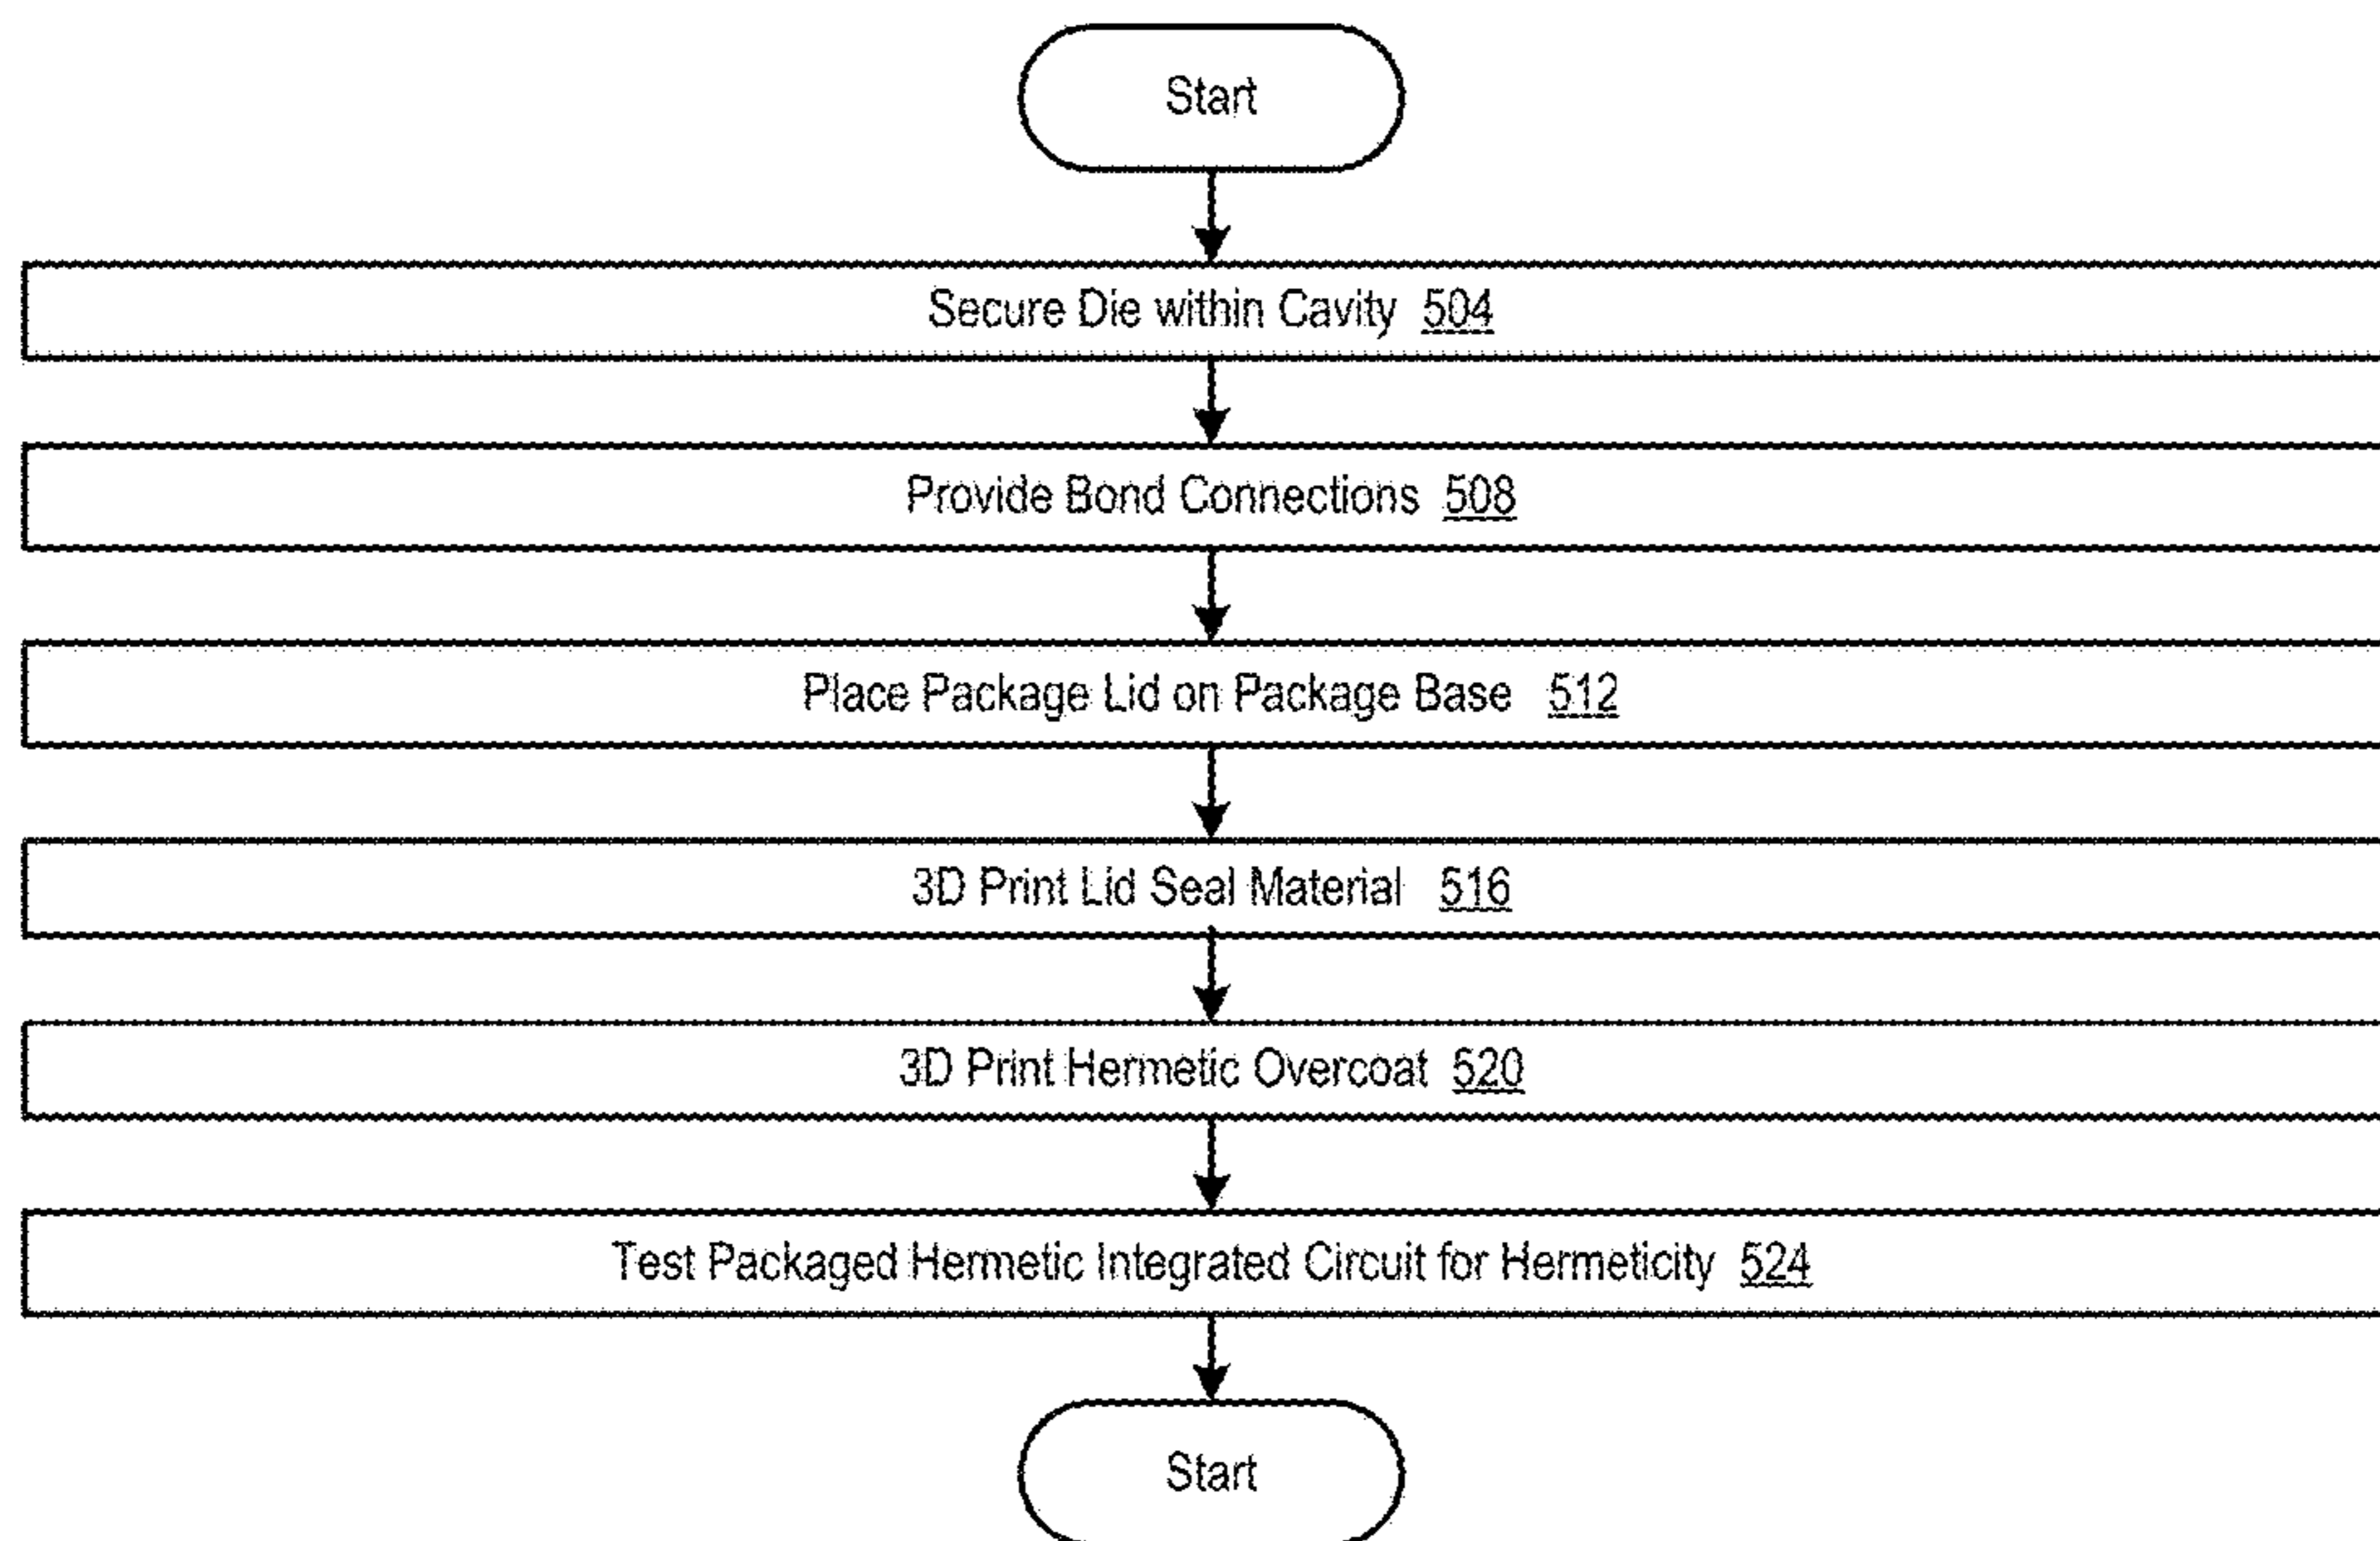 Start
Secure Die within Cavity 504
Provide Bond Connections 508
Place Package Lid on Package Base 512
3D Print Lid Seal Material 516
3D Print Hermetic Overcoat 520
Test Packaged Hermetic Integrated Circuit for Hermeticity 524
Start